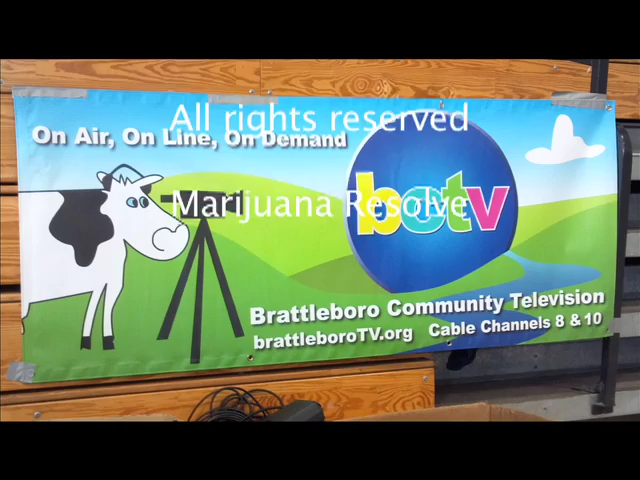 All rights reserved
On Air, On Line, On Demand
Marijuana Resolve
bctv
Brattleboro Community Television
brattleboroTV.org Cable Channels 8 & 10